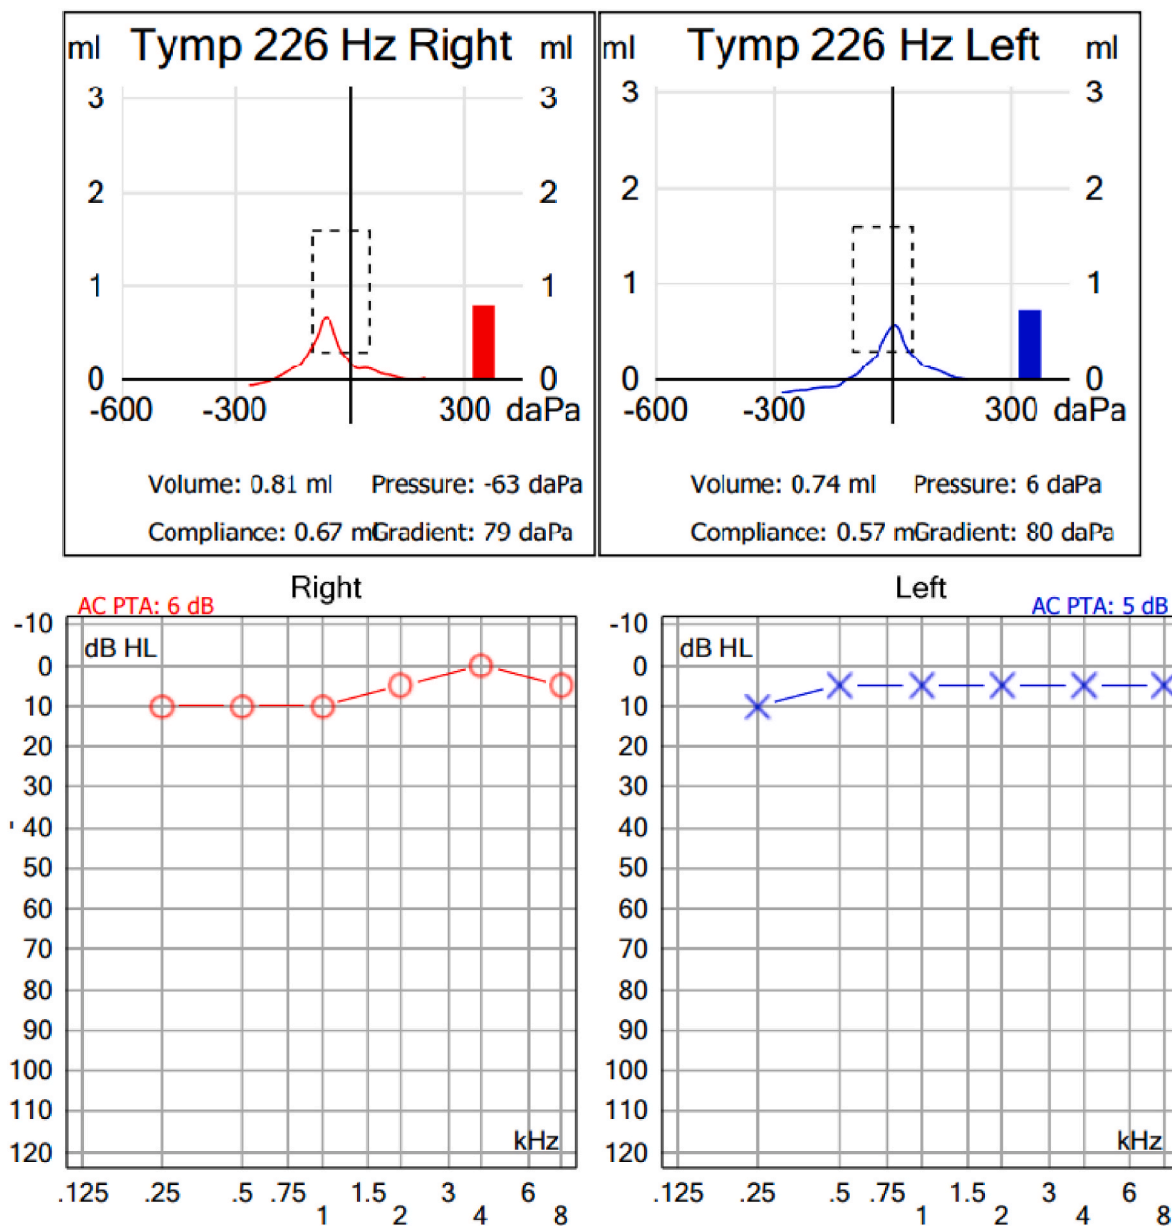 ml Tymp 226 Hz Right ml
3 3
2 2
1 1
0 0
-600 -300 300 daPa
Volume: 0.81 ml Pressure: -63 daPa
Compliance: 0.67 ml Gradient: 79 daPa
ml Tymp 226 Hz Left ml
3 3
2 2
1 1
0 0
-600 -300 300 daPa
Volume: 0.74 ml Pressure: 6 daPa
Compliance: 0.57 ml Gradient: 80 daPa
Right
AC PTA: 6 dB
-10
dB HL
0
10
20
30
40
50
60
70
80
90
100
110
120
kHz
.125 .25 .5 .75 1 1.5 2 3 4 6 8
Left
AC PTA: 5 dB
-10
dB HL
0
10
20
30
40
50
60
70
80
90
100
110
120
kHz
.125 .25 .5 .75 1 1.5 2 3 4 6 8